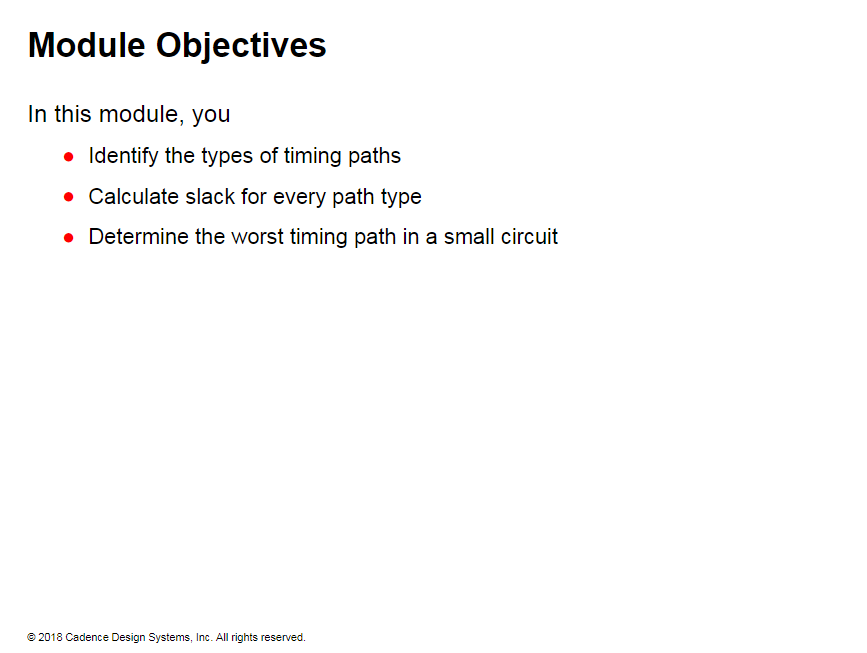 Module Objectives
In this module, you
● Identify the types of timing paths
● Calculate slack for every path type
● Determine the worst timing path in a small circuit
© 2018 Cadence Design Systems, Inc. All rights reserved.